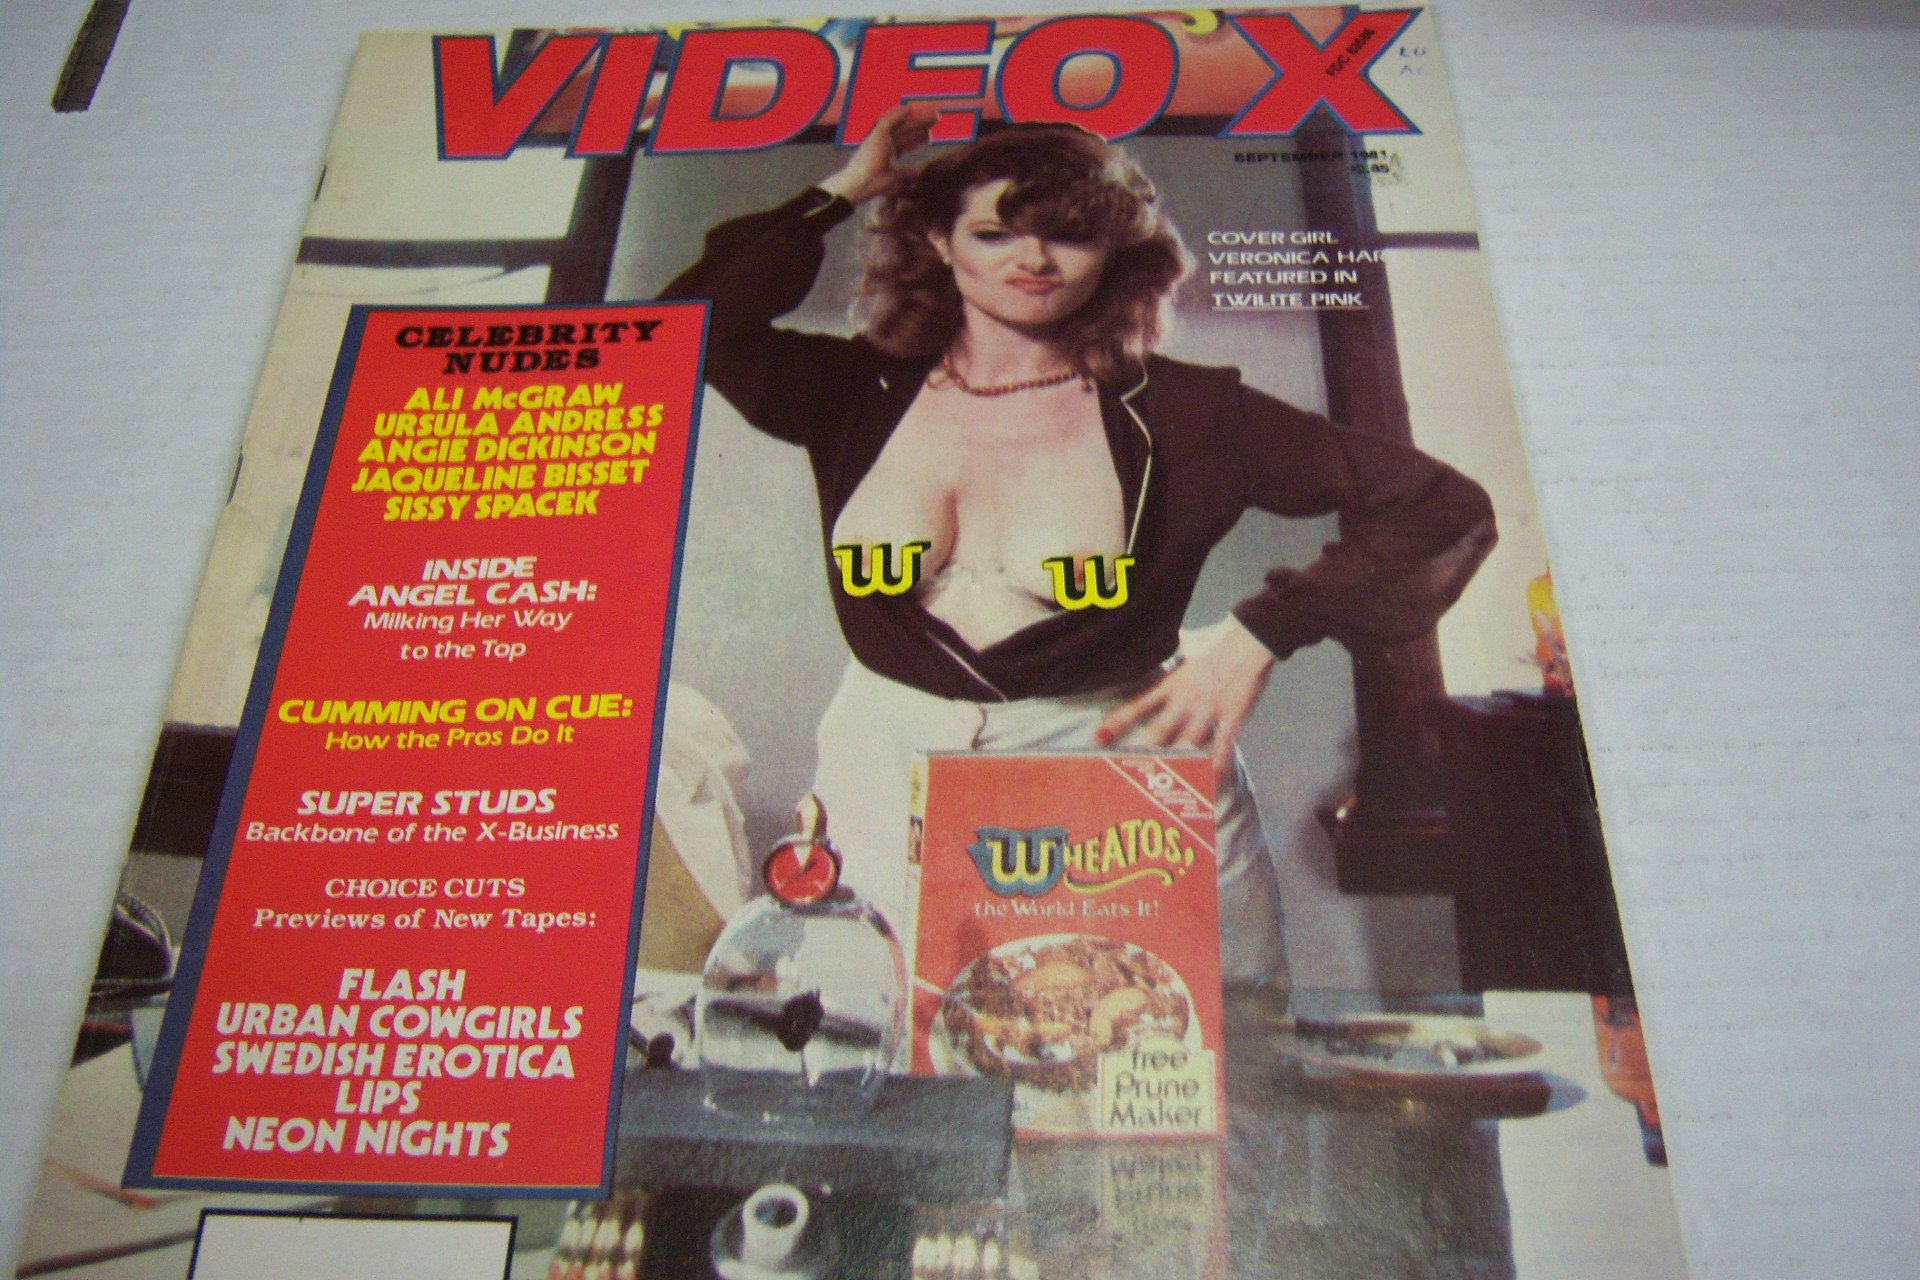 VIDEO X
FDC 62598
SEPTEMBER 1981
COVER GIRL
VERONICA HAR
FEATURED IN
TWILITE PINK
CELEBRITY
NUDES
ALI McGRAW
URSULA ANDRESS
ANGIE DICKINSON
JAQUELINE BISSET
SISSY SPACEK
INSIDE
ANGEL CASH:
Milking Her Way
to the Top
CUMMING ON CUE:
How the Pros Do It
SUPER STUDS
Backbone of the X-Business
CHOICE CUTS
Previews of New Tapes:
FLASH
URBAN COWGIRLS
SWEDISH EROTICA
LIPS
NEON NIGHTS
W W
WHEATOS,
the World Eats It!
free
Prune
Maker